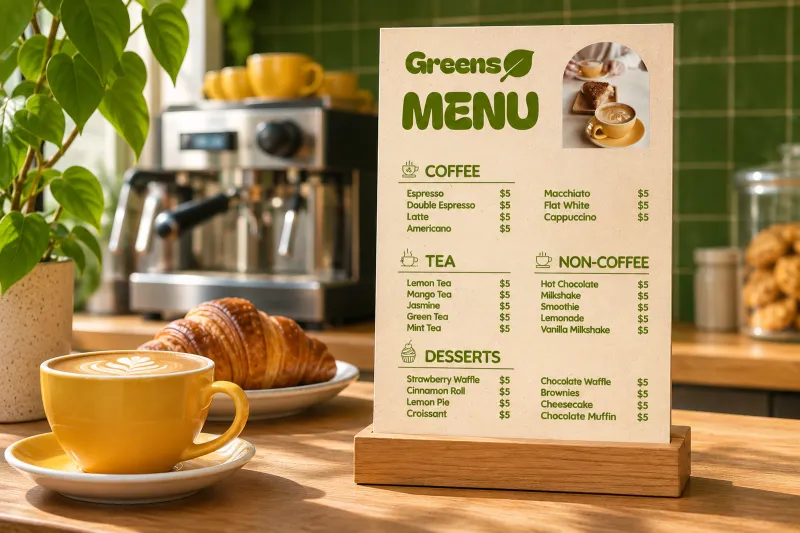 Greens
MENU
COFFEE
Espresso $5
Double Espresso $5
Latte $5
Americano $5
Macchiato $5
Flat White $5
Cappuccino $5
TEA
Lemon Tea $5
Mango Tea $5
Jasmine $5
Green Tea $5
Mint Tea $5
NON-COFFEE
Hot Chocolate $5
Milkshake $5
Smoothie $5
Lemonade $5
Vanilla Milkshake $5
DESSERTS
Strawberry Waffle $5
Cinnamon Roll $5
Lemon Pie $5
Croissant $5
Chocolate Waffle $5
Brownies $5
Cheesecake $5
Chocolate Muffin $5